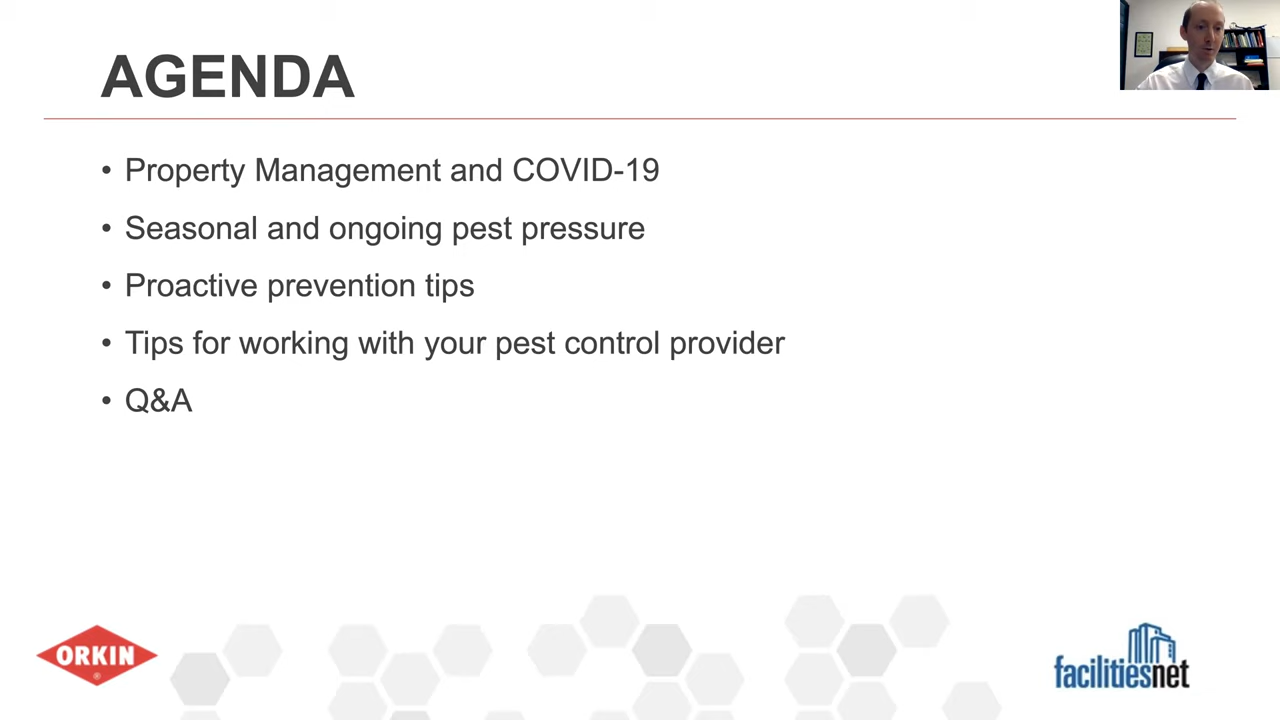 AGENDA
• Property Management and COVID-19
• Seasonal and ongoing pest pressure
• Proactive prevention tips
• Tips for working with your pest control provider
• Q&A
ORKIN
®
facilitiesnet